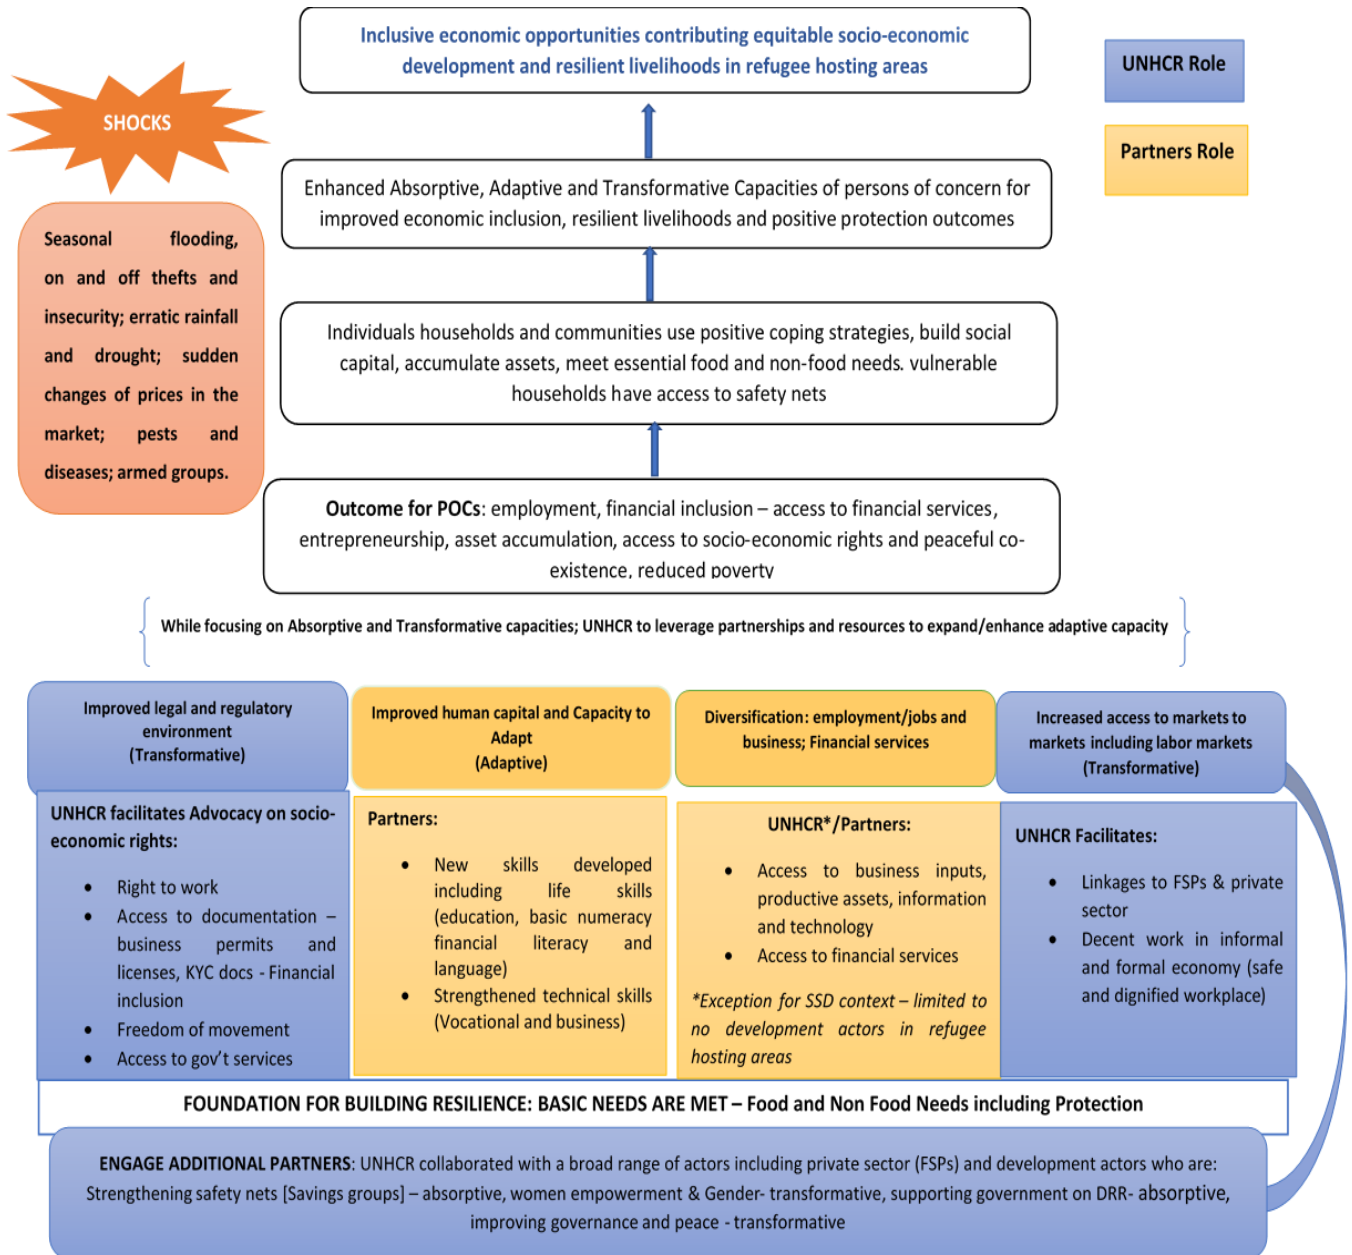 Inclusive economic opportunities contributing equitable socio-economic
development and resilient livelihoods in refugee hosting areas
UNHCR Role
Partners Role
SHOCKS
Enhanced Absorptive, Adaptive and Transformative Capacities of persons of concern for
improved economic inclusion, resilient livelihoods and positive protection outcomes
Seasonal flooding,
on and off thefts and
insecurity; erratic rainfall
and drought; sudden
changes of prices in the
market; pests and
diseases; armed groups.
Individuals households and communities use positive coping strategies, build social
capital, accumulate assets, meet essential food and non-food needs. vulnerable
households have access to safety nets
Outcome for POCs: employment, financial inclusion – access to financial services,
entrepreneurship, asset accumulation, access to socio-economic rights and peaceful co-
existence, reduced poverty
While focusing on Absorptive and Transformative capacities; UNHCR to leverage partnerships and resources to expand/enhance adaptive capacity
Improved legal and regulatory
environment
(Transformative)
UNHCR facilitates Advocacy on socio-
economic rights:
• Right to work
• Access to documentation –
business permits and
licenses, KYC docs - Financial
inclusion
• Freedom of movement
• Access to gov't services
Improved human capital and Capacity to
Adapt
(Adaptive)
Partners:
• New skills developed
including life skills
(education, basic numeracy
financial literacy and
language)
• Strengthened technical skills
(Vocational and business)
Diversification: employment/jobs and
business; Financial services
UNHCR*/Partners:
• Access to business inputs,
productive assets, information
and technology
• Access to financial services
*Exception for SSD context – limited to
no development actors in refugee
hosting areas
Increased access to markets to
markets including labor markets
(Transformative)
UNHCR Facilitates:
• Linkages to FSPs & private
sector
• Decent work in informal
and formal economy (safe
and dignified workplace)
FOUNDATION FOR BUILDING RESILIENCE: BASIC NEEDS ARE MET – Food and Non Food Needs including Protection
ENGAGE ADDITIONAL PARTNERS: UNHCR collaborated with a broad range of actors including private sector (FSPs) and development actors who are:
Strengthening safety nets [Savings groups] – absorptive, women empowerment & Gender- transformative, supporting government on DRR- absorptive,
improving governance and peace - transformative